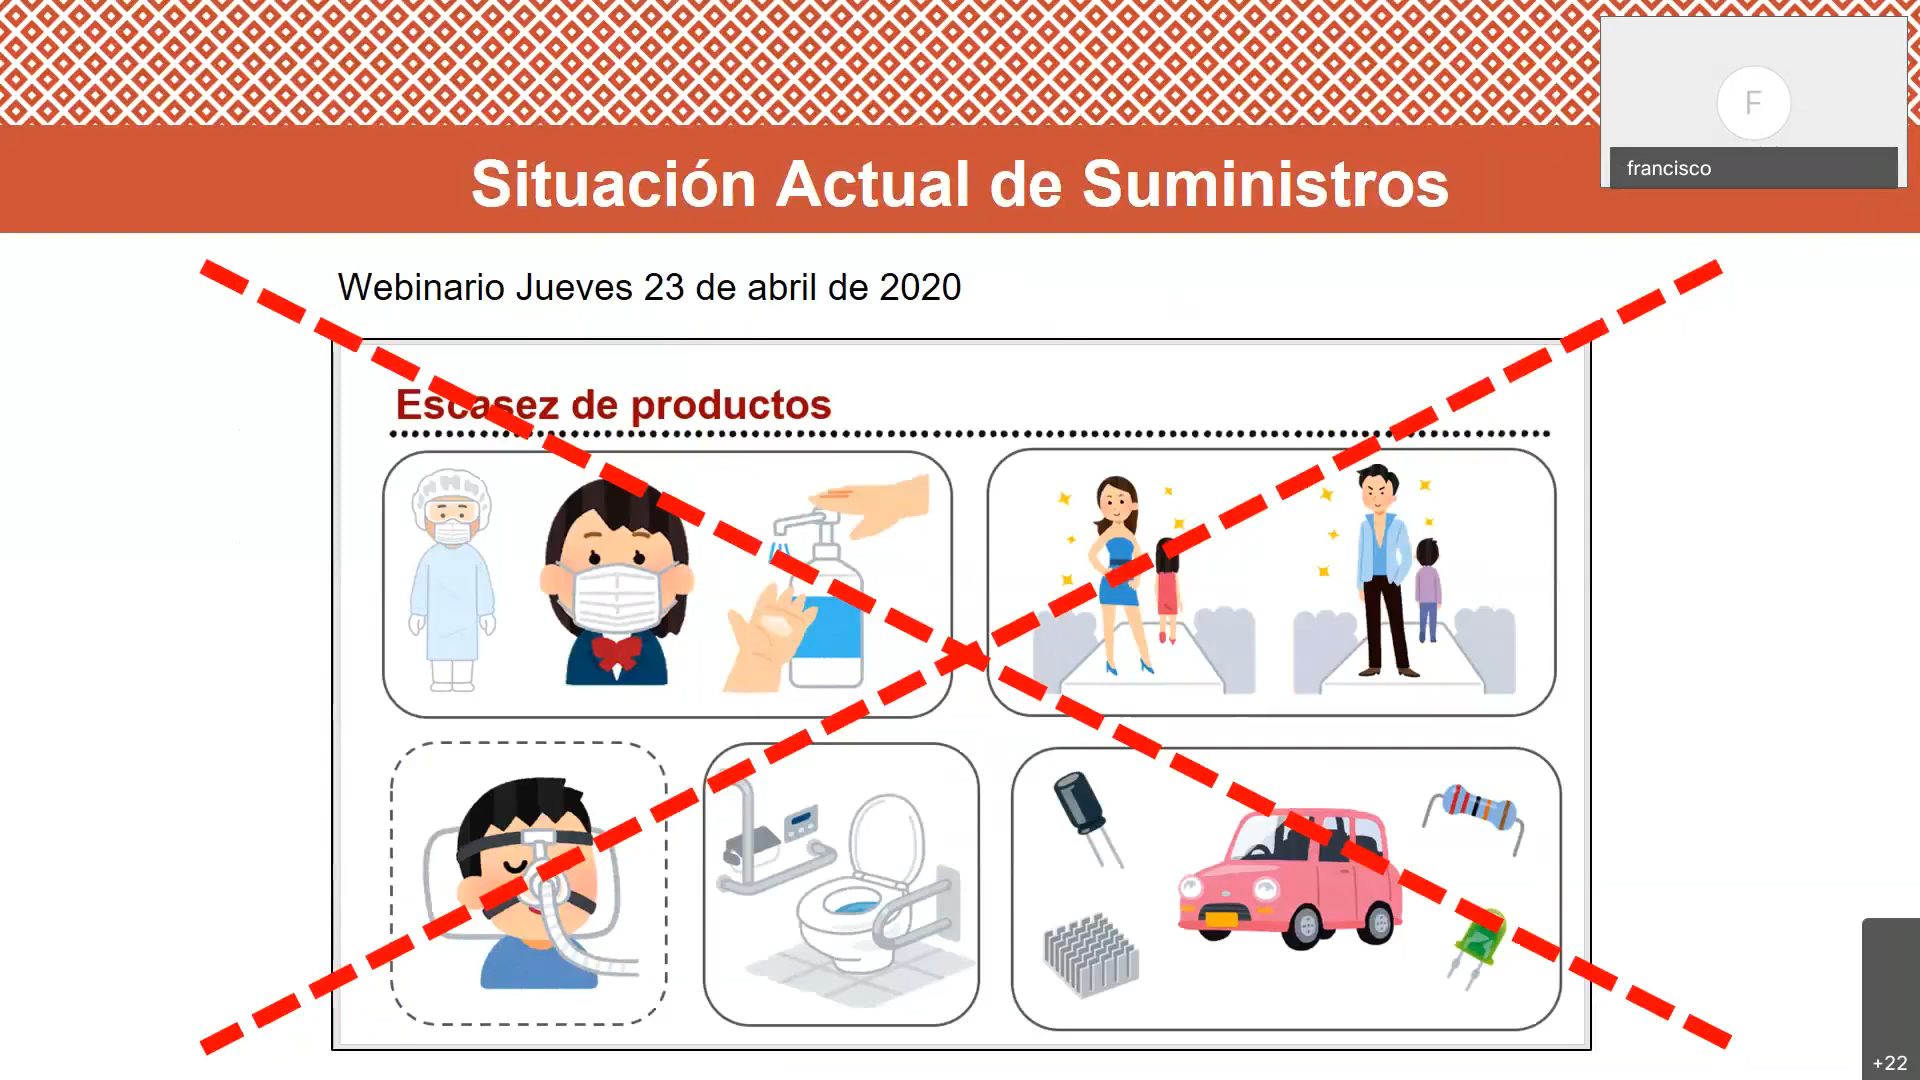 Situación Actual de Suministros
F
francisco
Webinario Jueves 23 de abril de 2020
Escasez de productos
+22